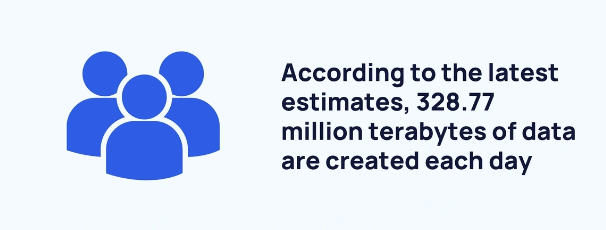 According to the latest
estimates, 328.77
million terabytes of data
are created each day